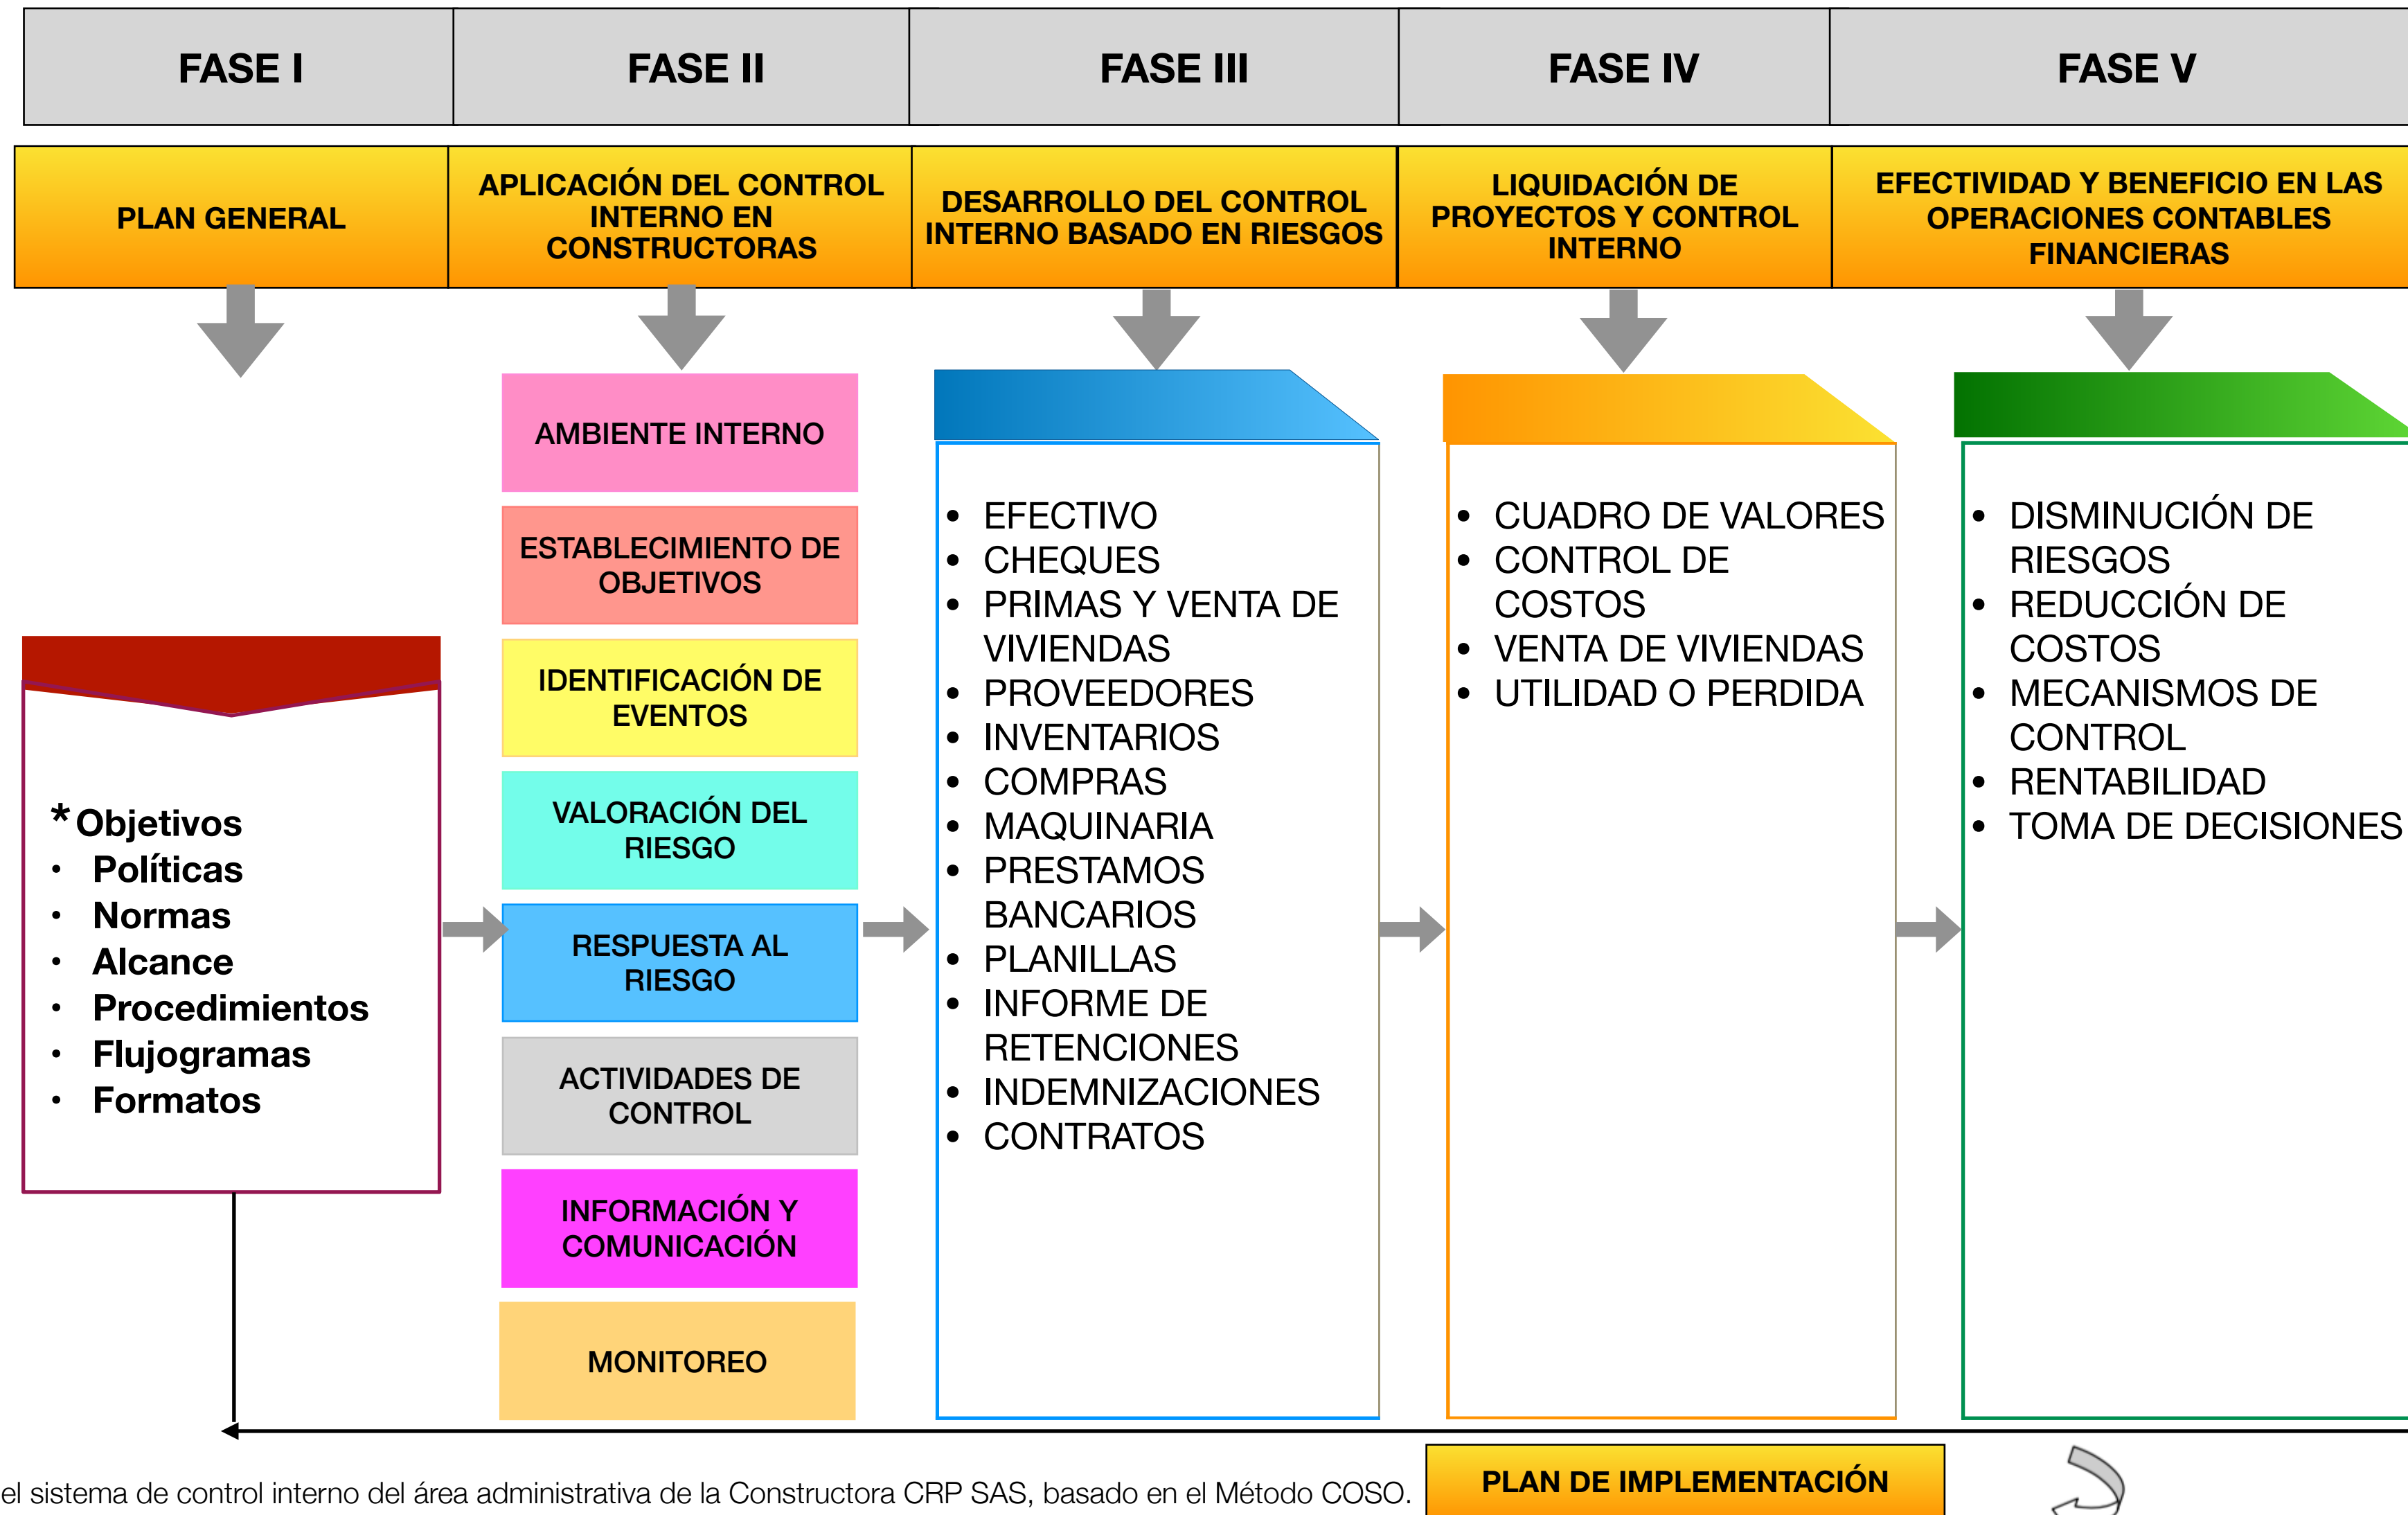 FASE I
FASE II
FASE III
FASE IV
FASE V
PLAN GENERAL
APLICACIÓN DEL CONTROL
INTERNO EN
CONSTRUCTORAS
DESARROLLO DEL CONTROL
INTERNO BASADO EN RIESGOS
LIQUIDACIÓN DE
PROYECTOS Y CONTROL
INTERNO
EFECTIVIDAD Y BENEFICIO EN LAS
OPERACIONES CONTABLES
FINANCIERAS
* Objetivos
• Políticas
• Normas
• Alcance
• Procedimientos
• Flujogramas
• Formatos
AMBIENTE INTERNO
ESTABLECIMIENTO DE
OBJETIVOS
IDENTIFICACIÓN DE
EVENTOS
VALORACIÓN DEL
RIESGO
RESPUESTA AL
RIESGO
ACTIVIDADES DE
CONTROL
INFORMACIÓN Y
COMUNICACIÓN
MONITOREO
• EFECTIVO
• CHEQUES
• PRIMAS Y VENTA DE
VIVIENDAS
• PROVEEDORES
• INVENTARIOS
• COMPRAS
• MAQUINARIA
• PRESTAMOS
BANCARIOS
• PLANILLAS
• INFORME DE
RETENCIONES
• INDEMNIZACIONES
• CONTRATOS
• CUADRO DE VALORES
• CONTROL DE
COSTOS
• VENTA DE VIVIENDAS
• UTILIDAD O PERDIDA
• DISMINUCIÓN DE
RIESGOS
• REDUCCIÓN DE
COSTOS
• MECANISMOS DE
CONTROL
• RENTABILIDAD
• TOMA DE DECISIONES
el sistema de control interno del área administrativa de la Constructora CRP SAS, basado en el Método COSO.
PLAN DE IMPLEMENTACIÓN